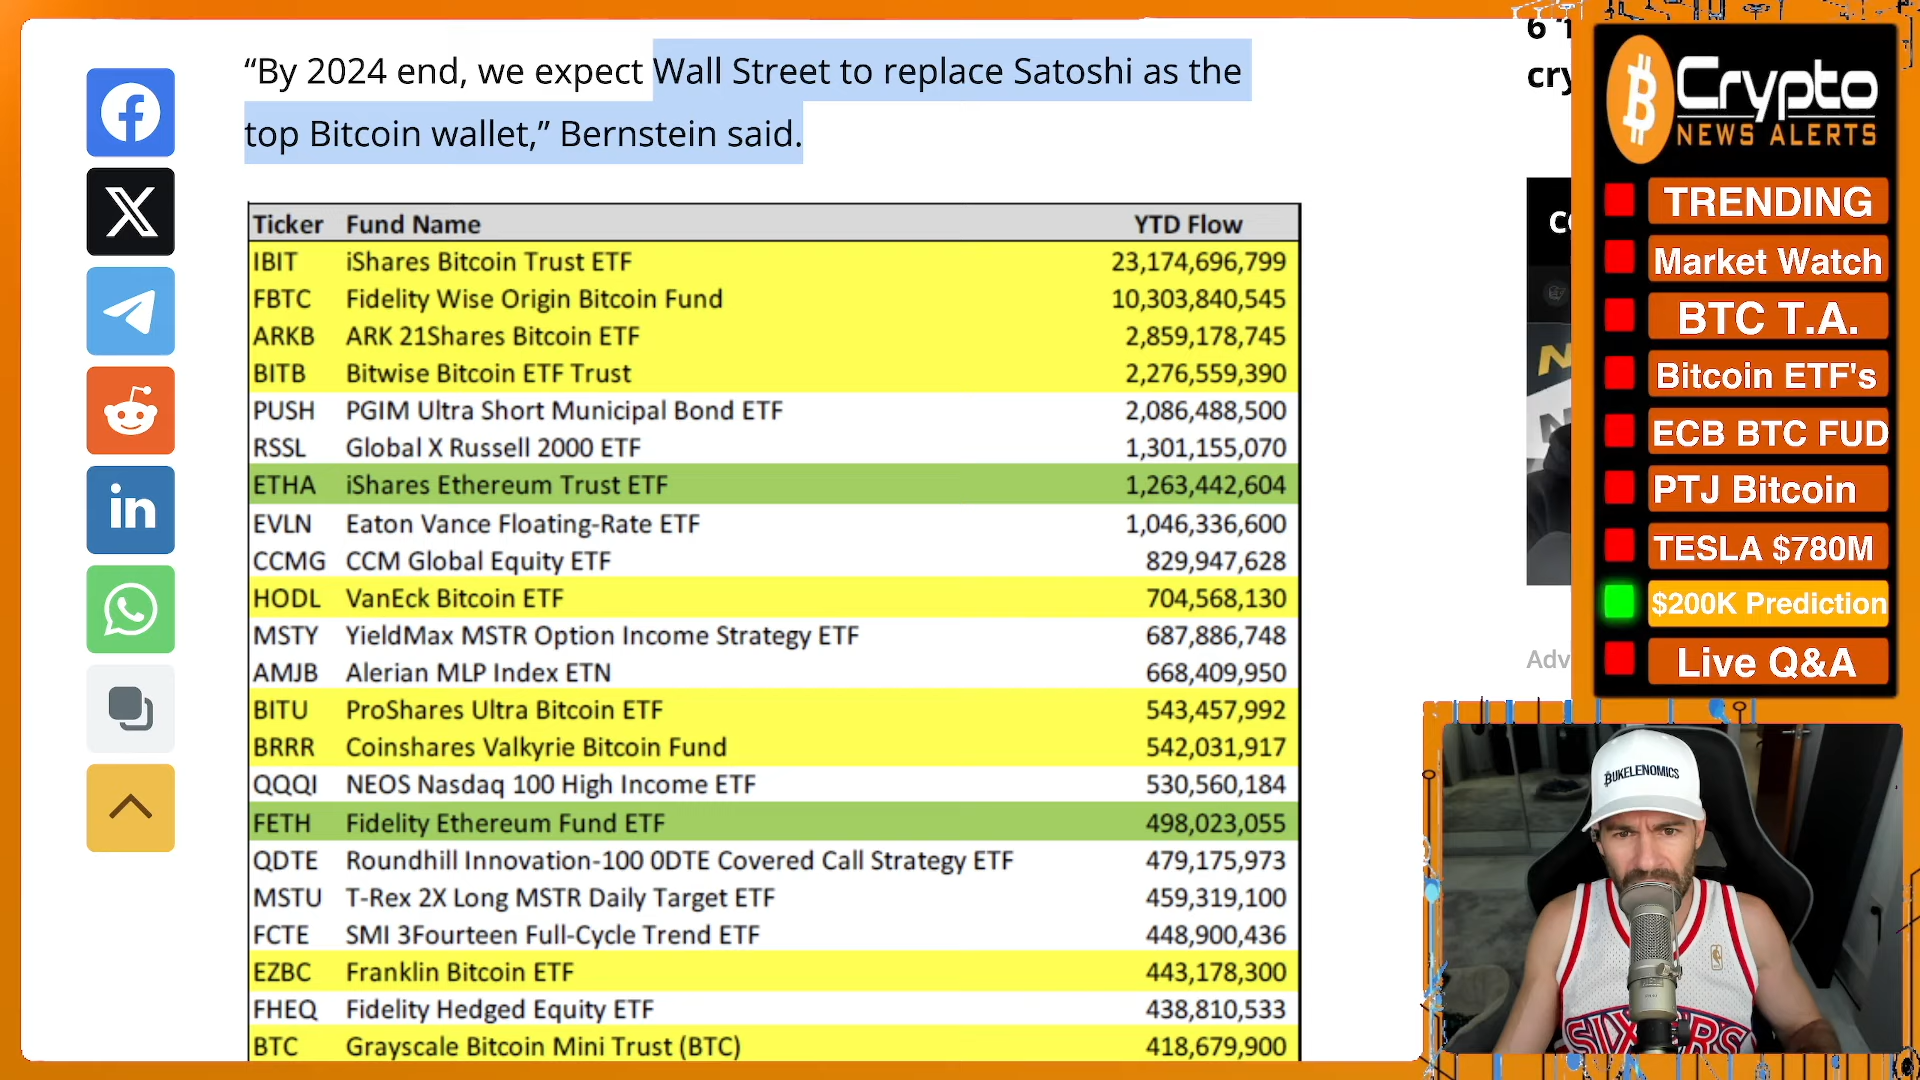 “By 2024 end, we expect Wall Street to replace Satoshi as the
top Bitcoin wallet,” Bernstein said.
Ticker Fund Name YTD Flow
IBIT iShares Bitcoin Trust ETF 23,174,696,799
FBTC Fidelity Wise Origin Bitcoin Fund 10,303,840,545
ARKB ARK 21Shares Bitcoin ETF 2,859,178,745
BITB Bitwise Bitcoin ETF Trust 2,276,559,390
PUSH PGIM Ultra Short Municipal Bond ETF 2,086,488,500
RSSL Global X Russell 2000 ETF 1,301,155,070
ETHA iShares Ethereum Trust ETF 1,263,442,604
EVLN Eaton Vance Floating-Rate ETF 1,046,336,600
CCMG CCM Global Equity ETF 829,947,628
HODL VanEck Bitcoin ETF 704,568,130
MSTY YieldMax MSTR Option Income Strategy ETF 687,886,748
AMJB Alerian MLP Index ETN 668,409,950
BITU ProShares Ultra Bitcoin ETF 543,457,992
BRRR Coinshares Valkyrie Bitcoin Fund 542,031,917
QQQI NEOS Nasdaq 100 High Income ETF 530,560,184
FETH Fidelity Ethereum Fund ETF 498,023,055
QDTE Roundhill Innovation-100 0DTE Covered Call Strategy ETF 479,175,973
MSTU T-Rex 2X Long MSTR Daily Target ETF 459,319,100
FCTE SMI 3Fourteen Full-Cycle Trend ETF 448,900,436
EZBC Franklin Bitcoin ETF 443,178,300
FHEQ Fidelity Hedged Equity ETF 438,810,533
BTC Grayscale Bitcoin Mini Trust (BTC) 418,679,900
cry
Adv
Crypto
NEWS ALERTS
TRENDING
Market Watch
BTC T.A.
Bitcoin ETF's
ECB BTC FUD
PTJ Bitcoin
TESLA $780M
$200K Prediction
Live Q&A
BUKELENOMICS
SIXERS